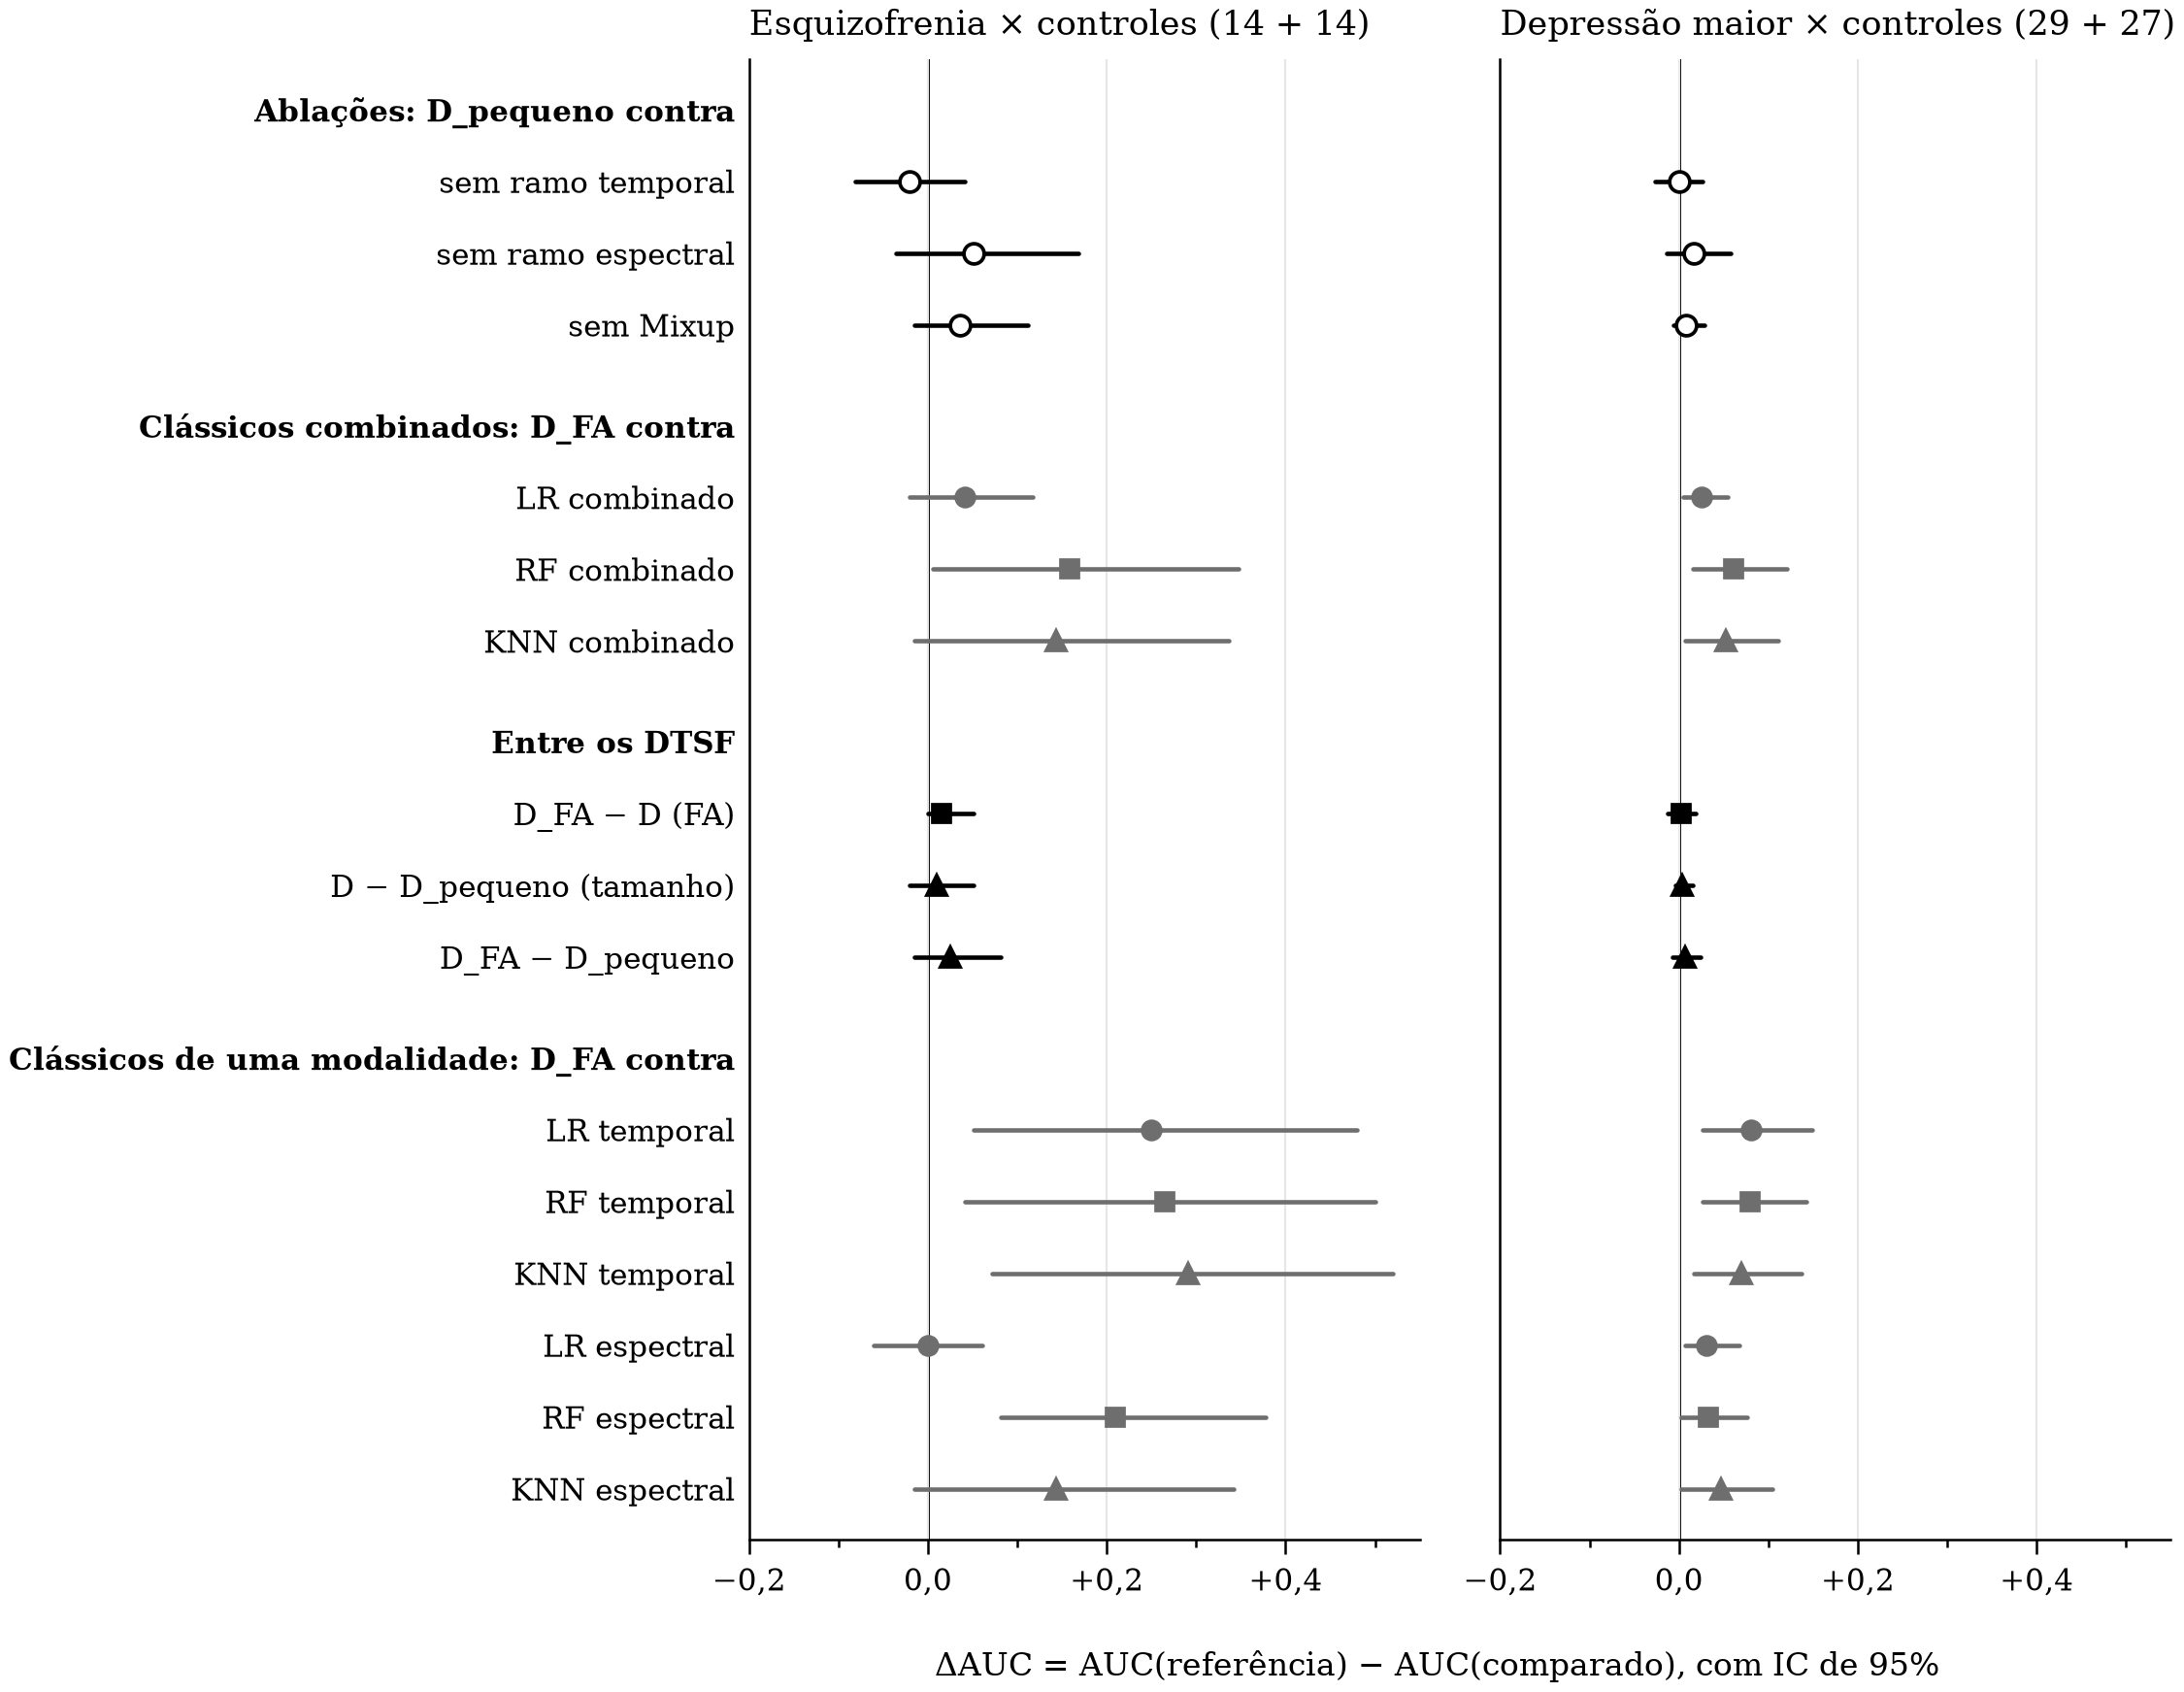 Esquizofrenia × controles (14 + 14)
Depressão maior × controles (29 + 27)
Ablações: D_pequeno contra
sem ramo temporal
sem ramo espectral
sem Mixup
Clássicos combinados: D_FA contra
LR combinado
RF combinado
KNN combinado
Entre os DTSF
D_FA − D (FA)
D − D_pequeno (tamanho)
D_FA − D_pequeno
Clássicos de uma modalidade: D_FA contra
LR temporal
RF temporal
KNN temporal
LR espectral
RF espectral
KNN espectral
−0,2 0,0 +0,2 +0,4
−0,2 0,0 +0,2 +0,4
ΔAUC = AUC(referência) − AUC(comparado), com IC de 95%